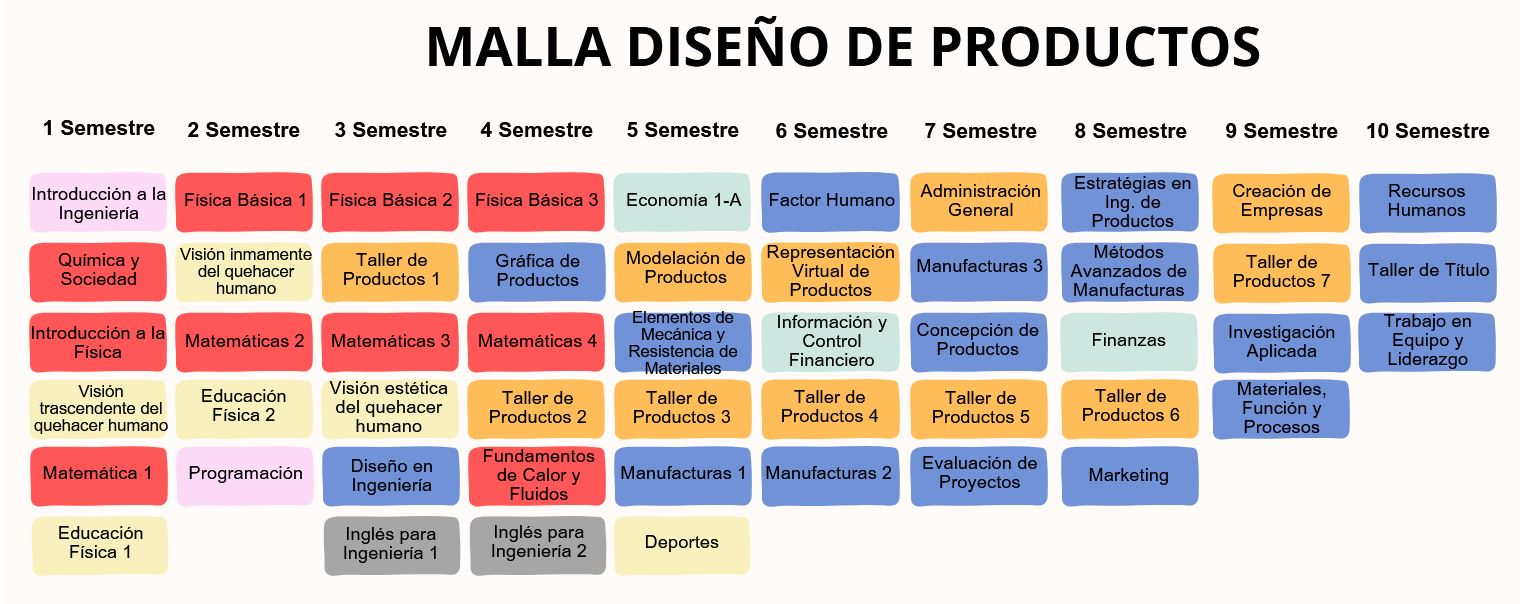 MALLA DISEÑO DE PRODUCTOS
1 Semestre
2 Semestre
3 Semestre
4 Semestre
5 Semestre
6 Semestre
7 Semestre
8 Semestre
9 Semestre
10 Semestre
Introducción a la
Ingeniería
Física Básica 1
Física Básica 2
Física Básica 3
Economía 1-A
Factor Humano
Administración
General
Estratégias en
Ing. de
Productos
Creación de
Empresas
Recursos
Humanos
Química y
Sociedad
Visión inmamente
del quehacer
humano
Taller de
Productos 1
Gráfica de
Productos
Modelación de
Productos
Representación
Virtual de
Productos
Manufacturas 3
Métodos
Avanzados de
Manufacturas
Taller de
Productos 7
Taller de Título
Introducción a la
Física
Matemáticas 2
Matemáticas 3
Matemáticas 4
Elementos de
Mecánica y
Resistencia de
Materiales
Información y
Control
Financiero
Concepción de
Productos
Finanzas
Investigación
Aplicada
Trabajo en
Equipo y
Liderazgo
Visión
trascendente del
quehacer humano
Educación
Física 2
Visión estética
del quehacer
humano
Taller de
Productos 2
Taller de
Productos 3
Taller de
Productos 4
Taller de
Productos 5
Taller de
Productos 6
Materiales,
Función y
Procesos
Matemática 1
Programación
Diseño en
Ingeniería
Fundamentos
de Calor y
Fluidos
Manufacturas 1
Manufacturas 2
Evaluación de
Proyectos
Marketing
Educación
Física 1
Inglés para
Ingeniería 1
Inglés para
Ingeniería 2
Deportes